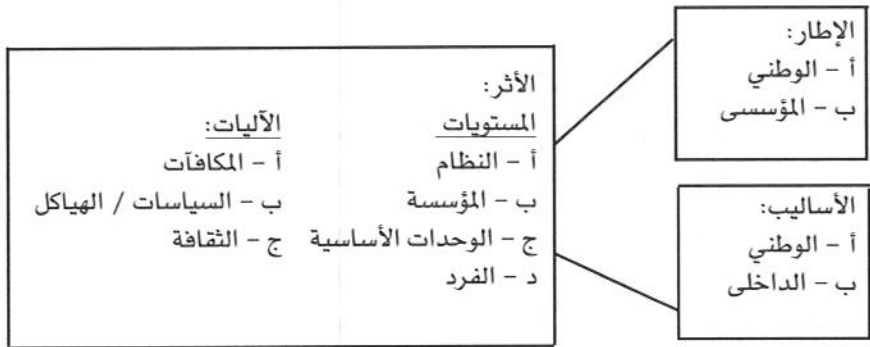 الإطار:
أ – الوطني
ب – المؤسسى
الأساليب:
أ – الوطني
ب – الداخلى
الأثر:
المستويات
أ – النظام
ب – المؤسسة
ج – الوحدات الأساسية
د – الفرد
الآليات:
أ – المكافآت
ب – السياسات / الهياكل
ج – الثقافة